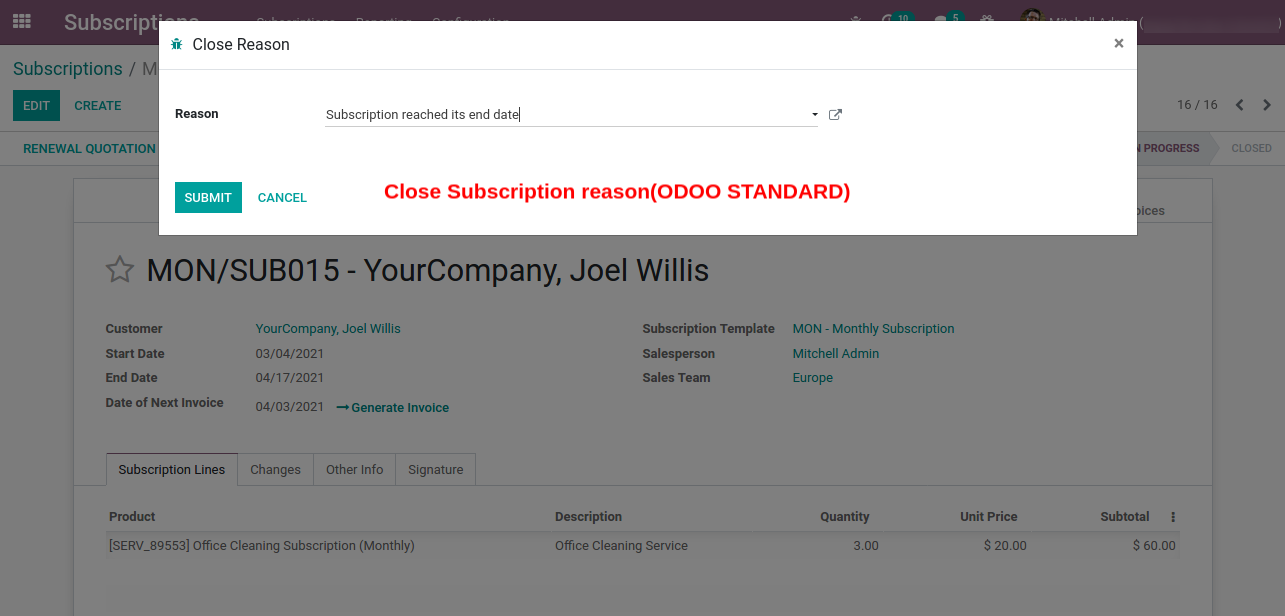 Subscriptions Subscriptions Reporting Configuration 10 5 Mitchell Admin (
Close Reason ×
Subscriptions / M
EDIT CREATE
16 / 16
Reason Subscription reached its end date
RENEWAL QUOTATION
N PROGRESS CLOSED
SUBMIT CANCEL Close Subscription reason(ODOO STANDARD)
oices
MON/SUB015 - YourCompany, Joel Willis
Customer YourCompany, Joel Willis Subscription Template MON - Monthly Subscription
Start Date 03/04/2021 Salesperson Mitchell Admin
End Date 04/17/2021 Sales Team Europe
Date of Next Invoice 04/03/2021 →Generate Invoice
Subscription Lines Changes Other Info Signature
Product Description Quantity Unit Price Subtotal
[SERV_89553] Office Cleaning Subscription (Monthly) Office Cleaning Service 3.00 $ 20.00 $ 60.00